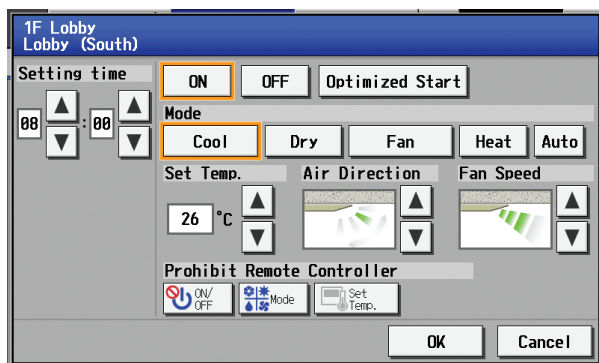 1F Lobby
Lobby (South)
Setting time
ON OFF Optimized Start
08 : 00
Mode
Cool Dry Fan Heat Auto
Set Temp. Air Direction Fan Speed
26 °C
Prohibit Remote Controller
ON/
OFF
Mode
Set
Temp.
OK Cancel